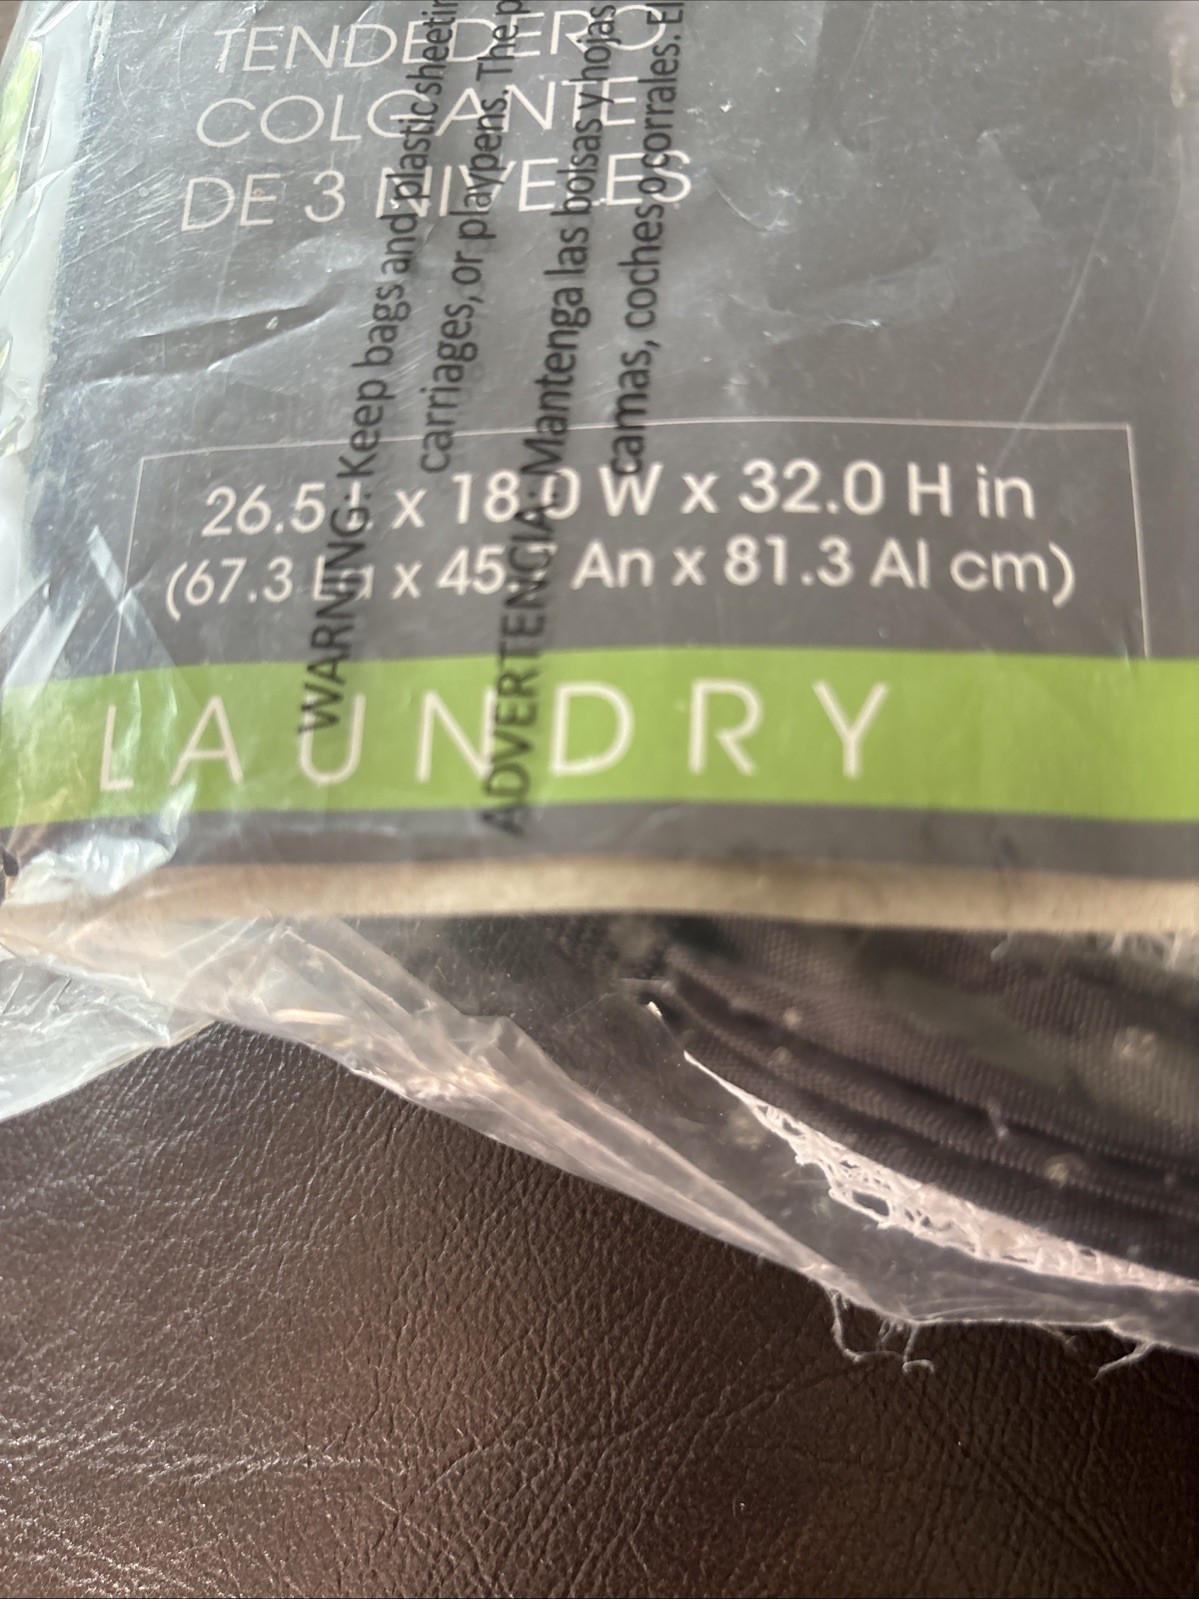 TENDEDERO
COLGANTE
DE 3 NIVELES
26.5 L x 18.0 W x 32.0 H in
(67.3 La x 45. An x 81.3 Al cm)
LAUNDRY
WARNING: Keep bags and plastic sheetin
carriages, or playpens. The p
ADVERTENCIA: Mantenga las bolsas y hojas
camas, coches o corrales. El